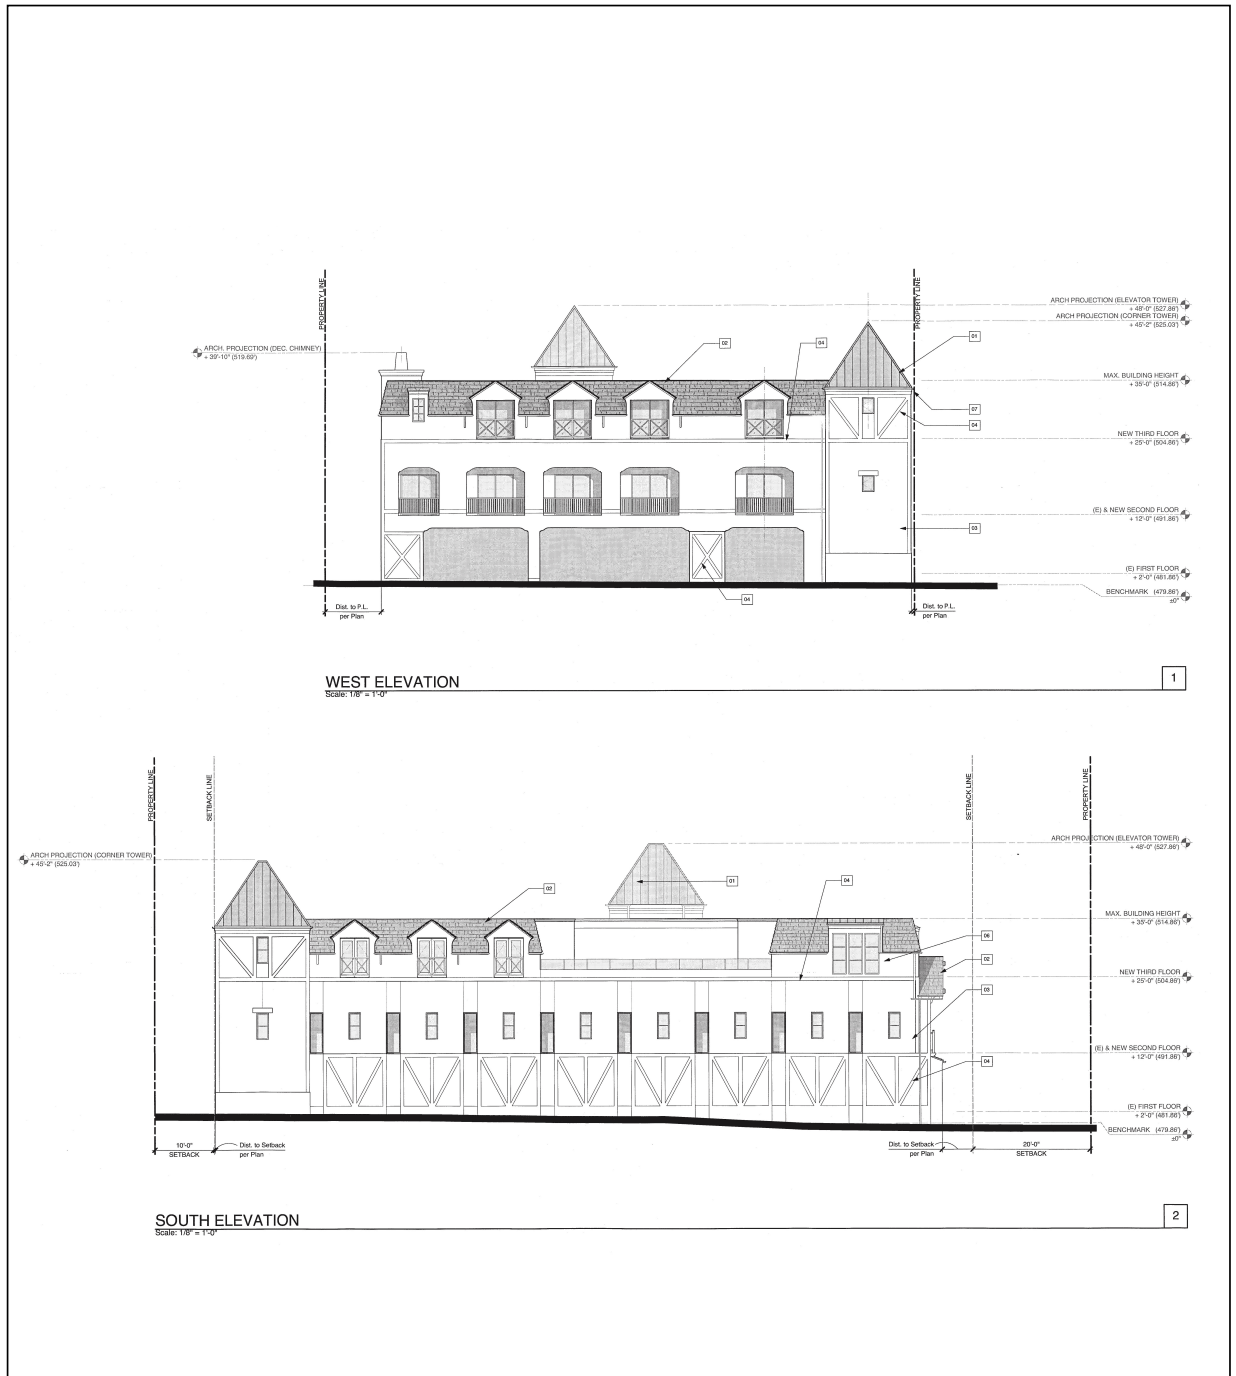 PROPERTY LINE
PROPERTY LINE
ARCH PROJECTION (ELEVATOR TOWER)
+ 48'-0" (527.86')
ARCH PROJECTION (CORNER TOWER)
+ 45'-2" (525.03')
01
02
04
ARCH. PROJECTION (DEC. CHIMNEY)
+ 39'-10" (519.69')
MAX. BUILDING HEIGHT
+ 35'-0" (514.86')
07
04
NEW THIRD FLOOR
+ 25'-0" (504.86')
(E) & NEW SECOND FLOOR
+ 12'-0" (491.86')
03
(E) FIRST FLOOR
+ 2'-0" (481.86')
BENCHMARK (479.86')
±0"
04
Dist. to P.L.
per Plan
Dist. to P.L.
per Plan
WEST ELEVATION
1
Scale: 1/8" = 1'-0"
PROPERTY LINE
SETBACK LINE
SETBACK LINE
PROPERTY LINE
ARCH PROJECTION (ELEVATOR TOWER)
+ 48'-0" (527.86')
ARCH PROJECTION (CORNER TOWER)
+ 45'-2" (525.03')
02
01
04
MAX. BUILDING HEIGHT
+ 35'-0" (514.86')
06
02
NEW THIRD FLOOR
+ 25'-0" (504.86')
03
(E) & NEW SECOND FLOOR
+ 12'-0" (491.86')
04
(E) FIRST FLOOR
+ 2'-0" (481.86')
BENCHMARK (479.86')
±0"
10'-0"
SETBACK
Dist. to Setback
per Plan
Dist. to Setback
per Plan
20'-0"
SETBACK
SOUTH ELEVATION
2
Scale: 1/8" = 1'-0"